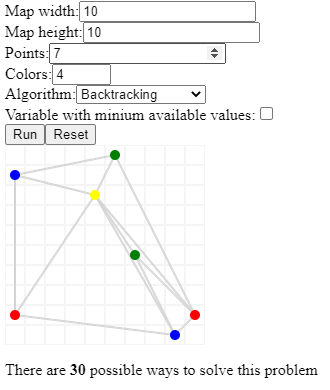 Map width: 10
Map height: 10
Points: 7
Colors: 4
Algorithm: Backtracking
Variable with minium available values:
Run Reset
There are 30 possible ways to solve this problem